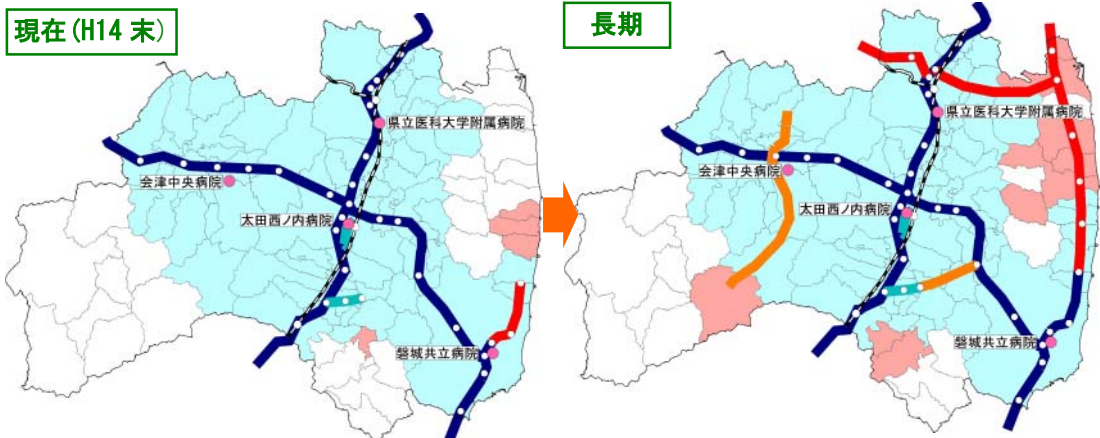 現在(H14 末)
県立医科大学附属病院
会津中央病院
太田西ノ内病院
磐城共立病院
長期
県立医科大学附属病院
会津中央病院
太田西ノ内病院
磐城共立病院